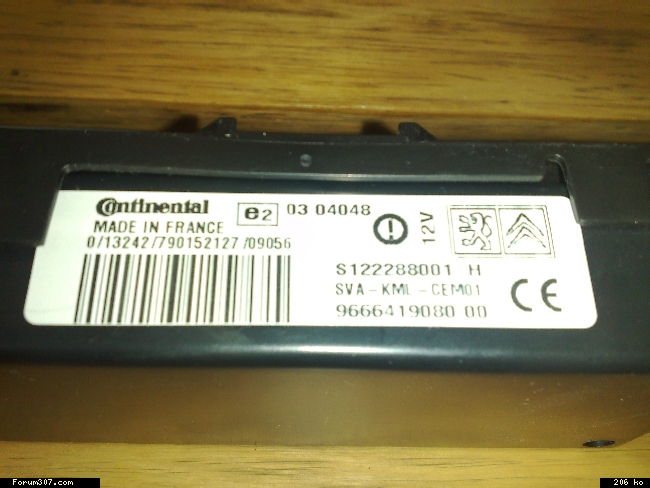 Continental
e2
03 04048
MADE IN FRANCE
0/13242/790152127/09056
12V
S122288001 H
SVA-KML-CEM01
CE
9666419080 00
Forum307.com
206 ko